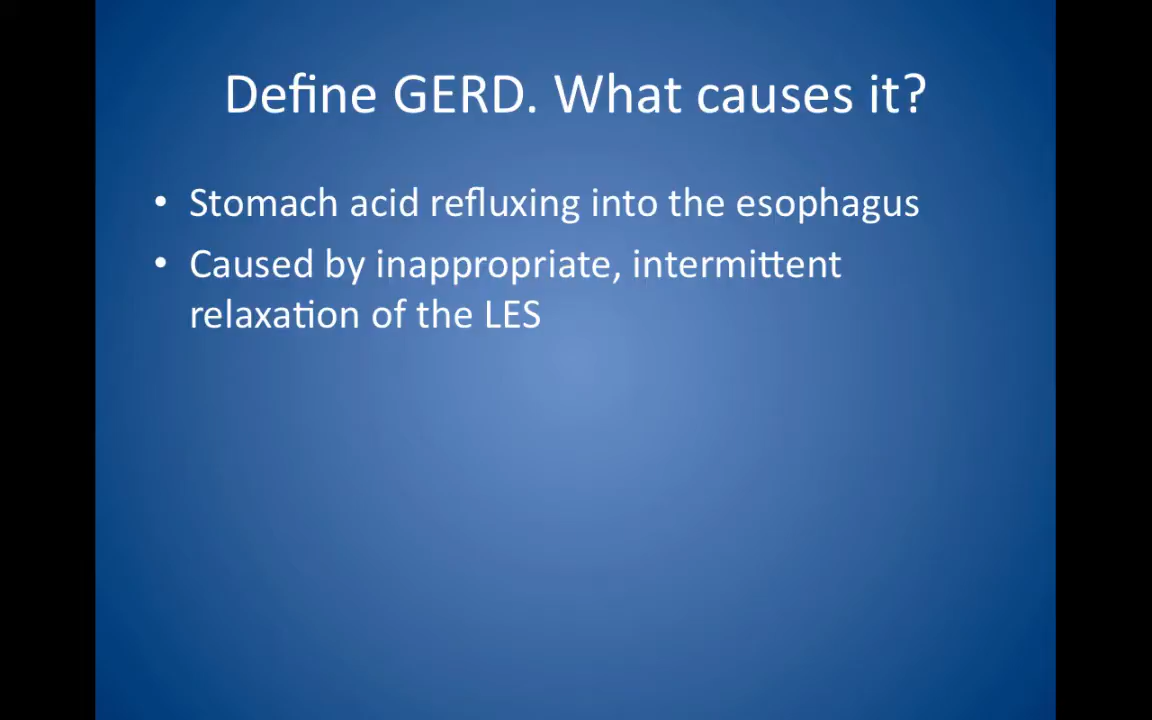 Define GERD. What causes it?
• Stomach acid refluxing into the esophagus
• Caused by inappropriate, intermittent
relaxation of the LES